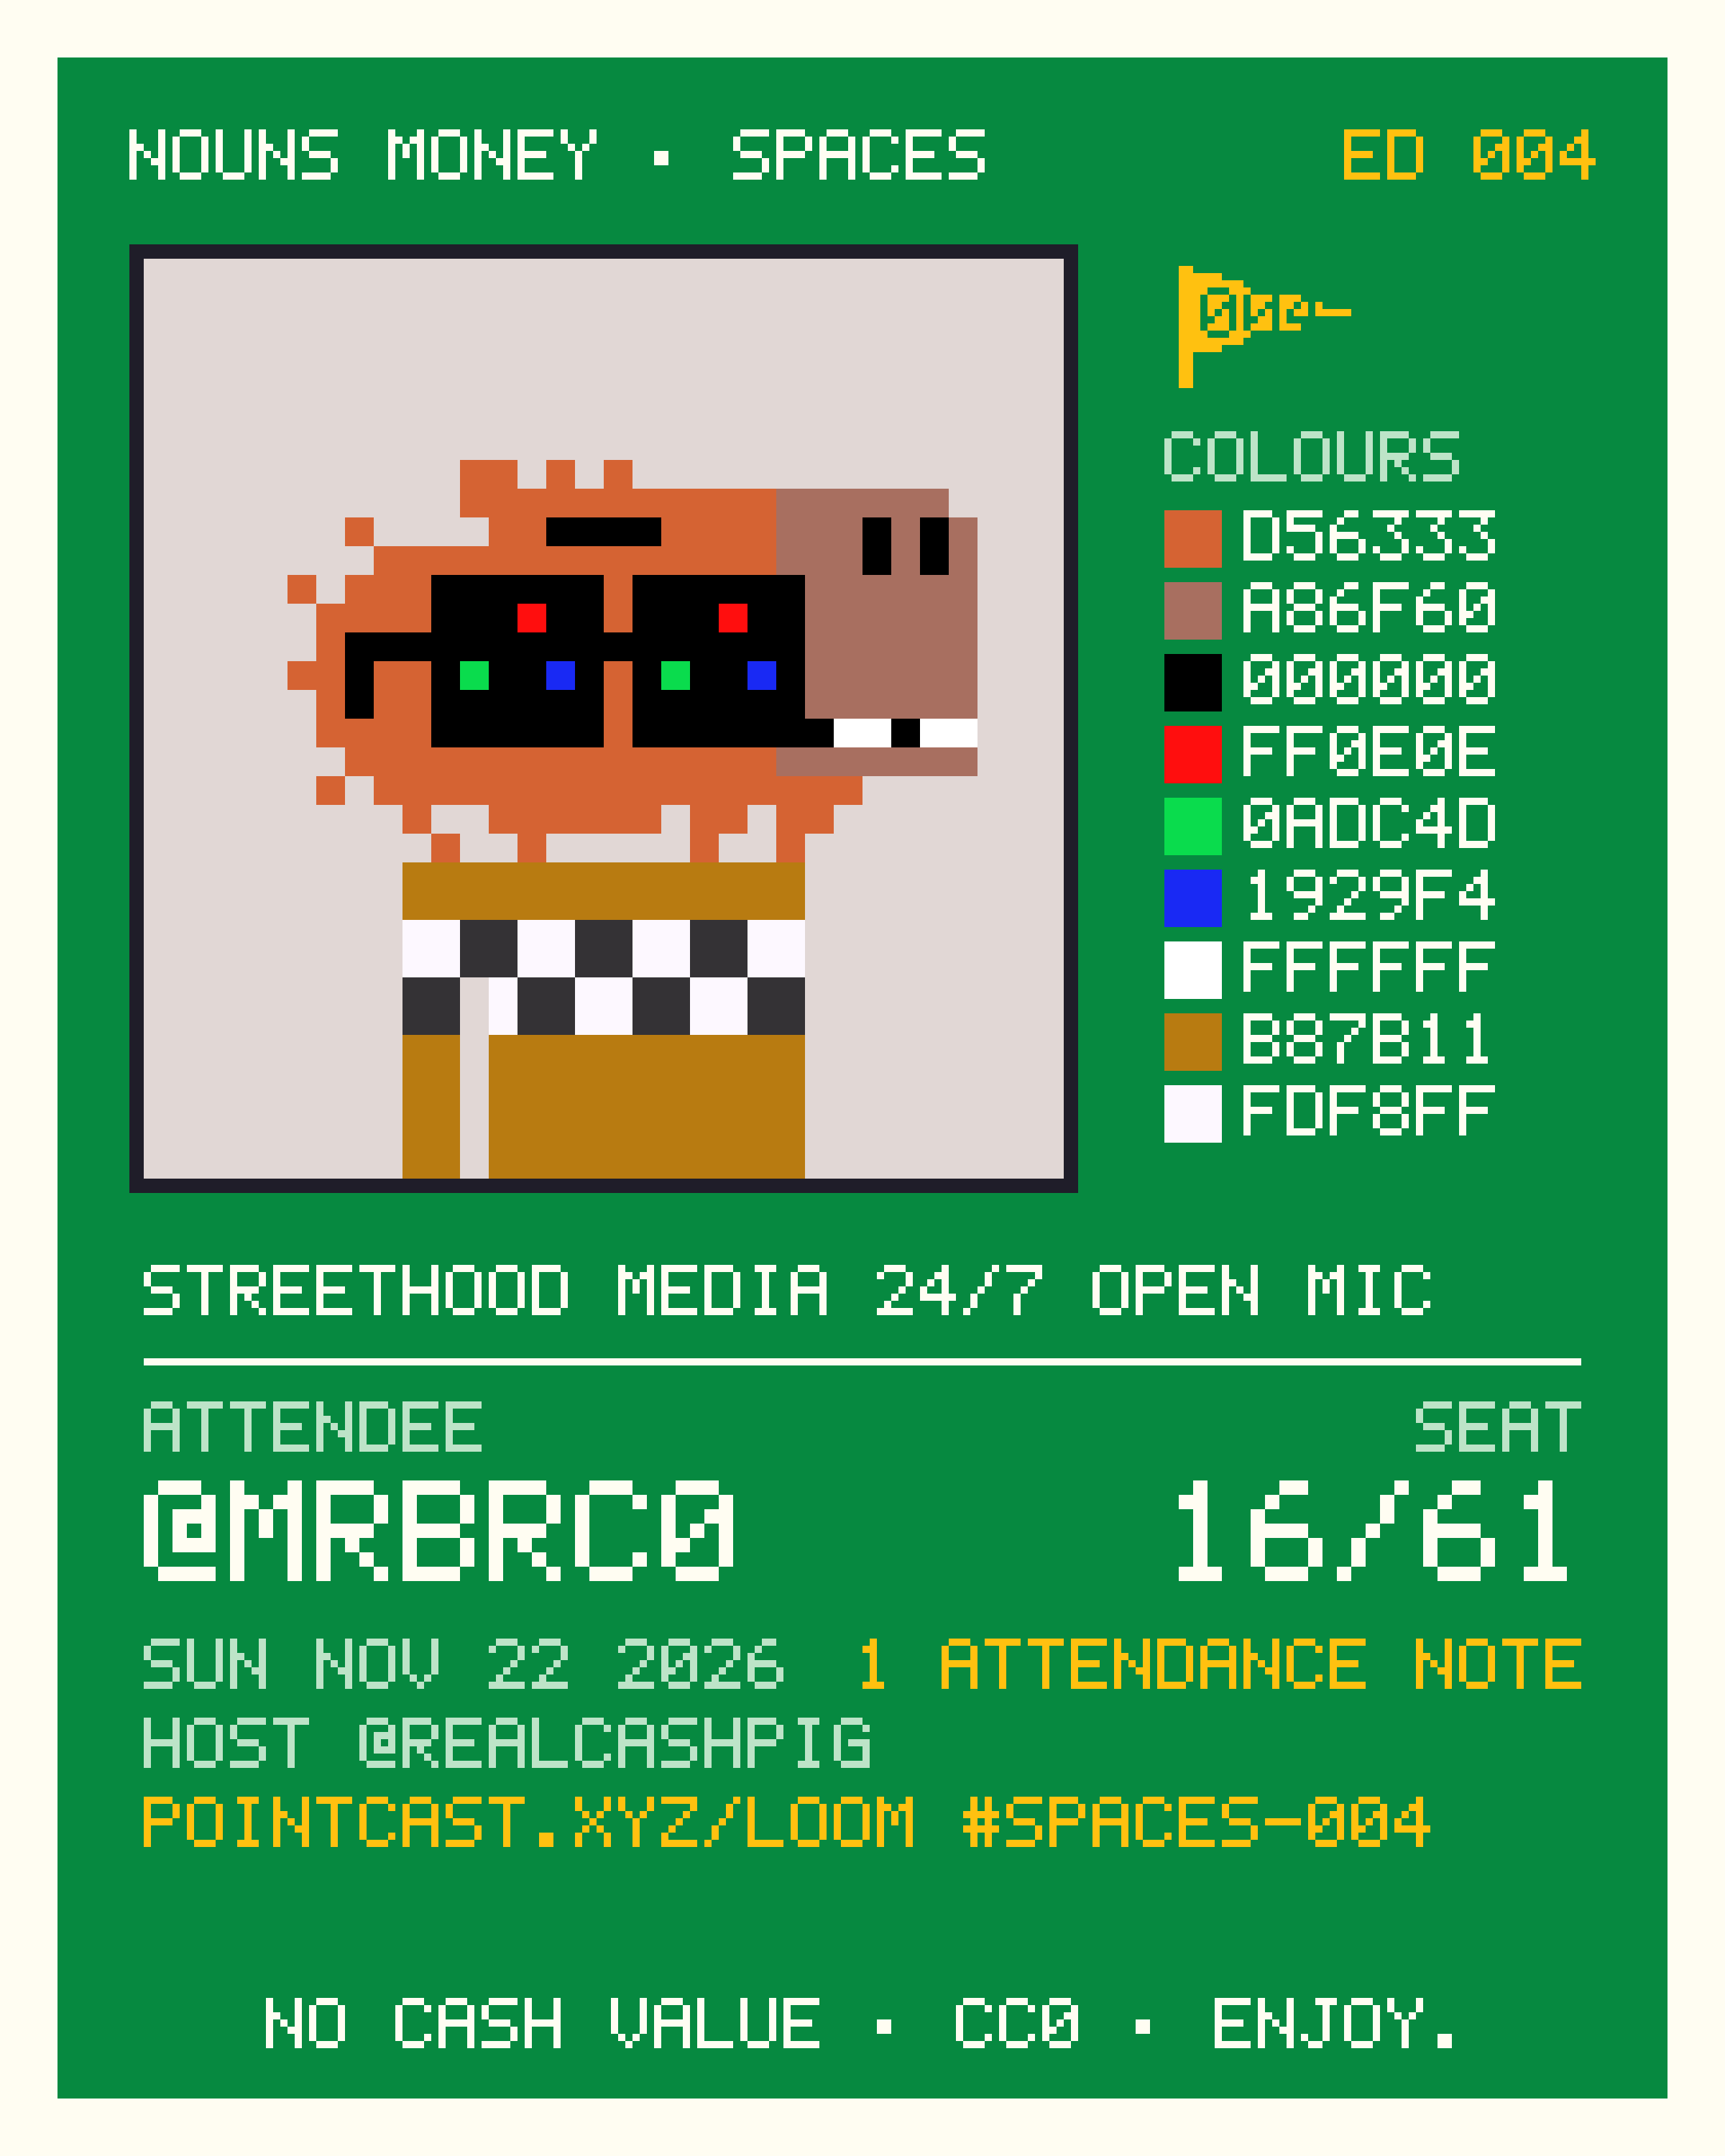 NOUNS MONEY · SPACES
ED 004
COLOURS
D56333
A86F60
000000
FF0E0E
0ADC4D
1929F4
FFFFFF
B87B11
FDF8FF
STREETHOOD MEDIA 24/7 OPEN MIC
ATTENDEE SEAT
@MRBRC0 16/61
SUN NOV 22 2026 1 ATTENDANCE NOTE
HOST @REALCASHPIG
POINTCAST.XYZ/LOOM #SPACES-004
NO CASH VALUE · CC0 · ENJOY.